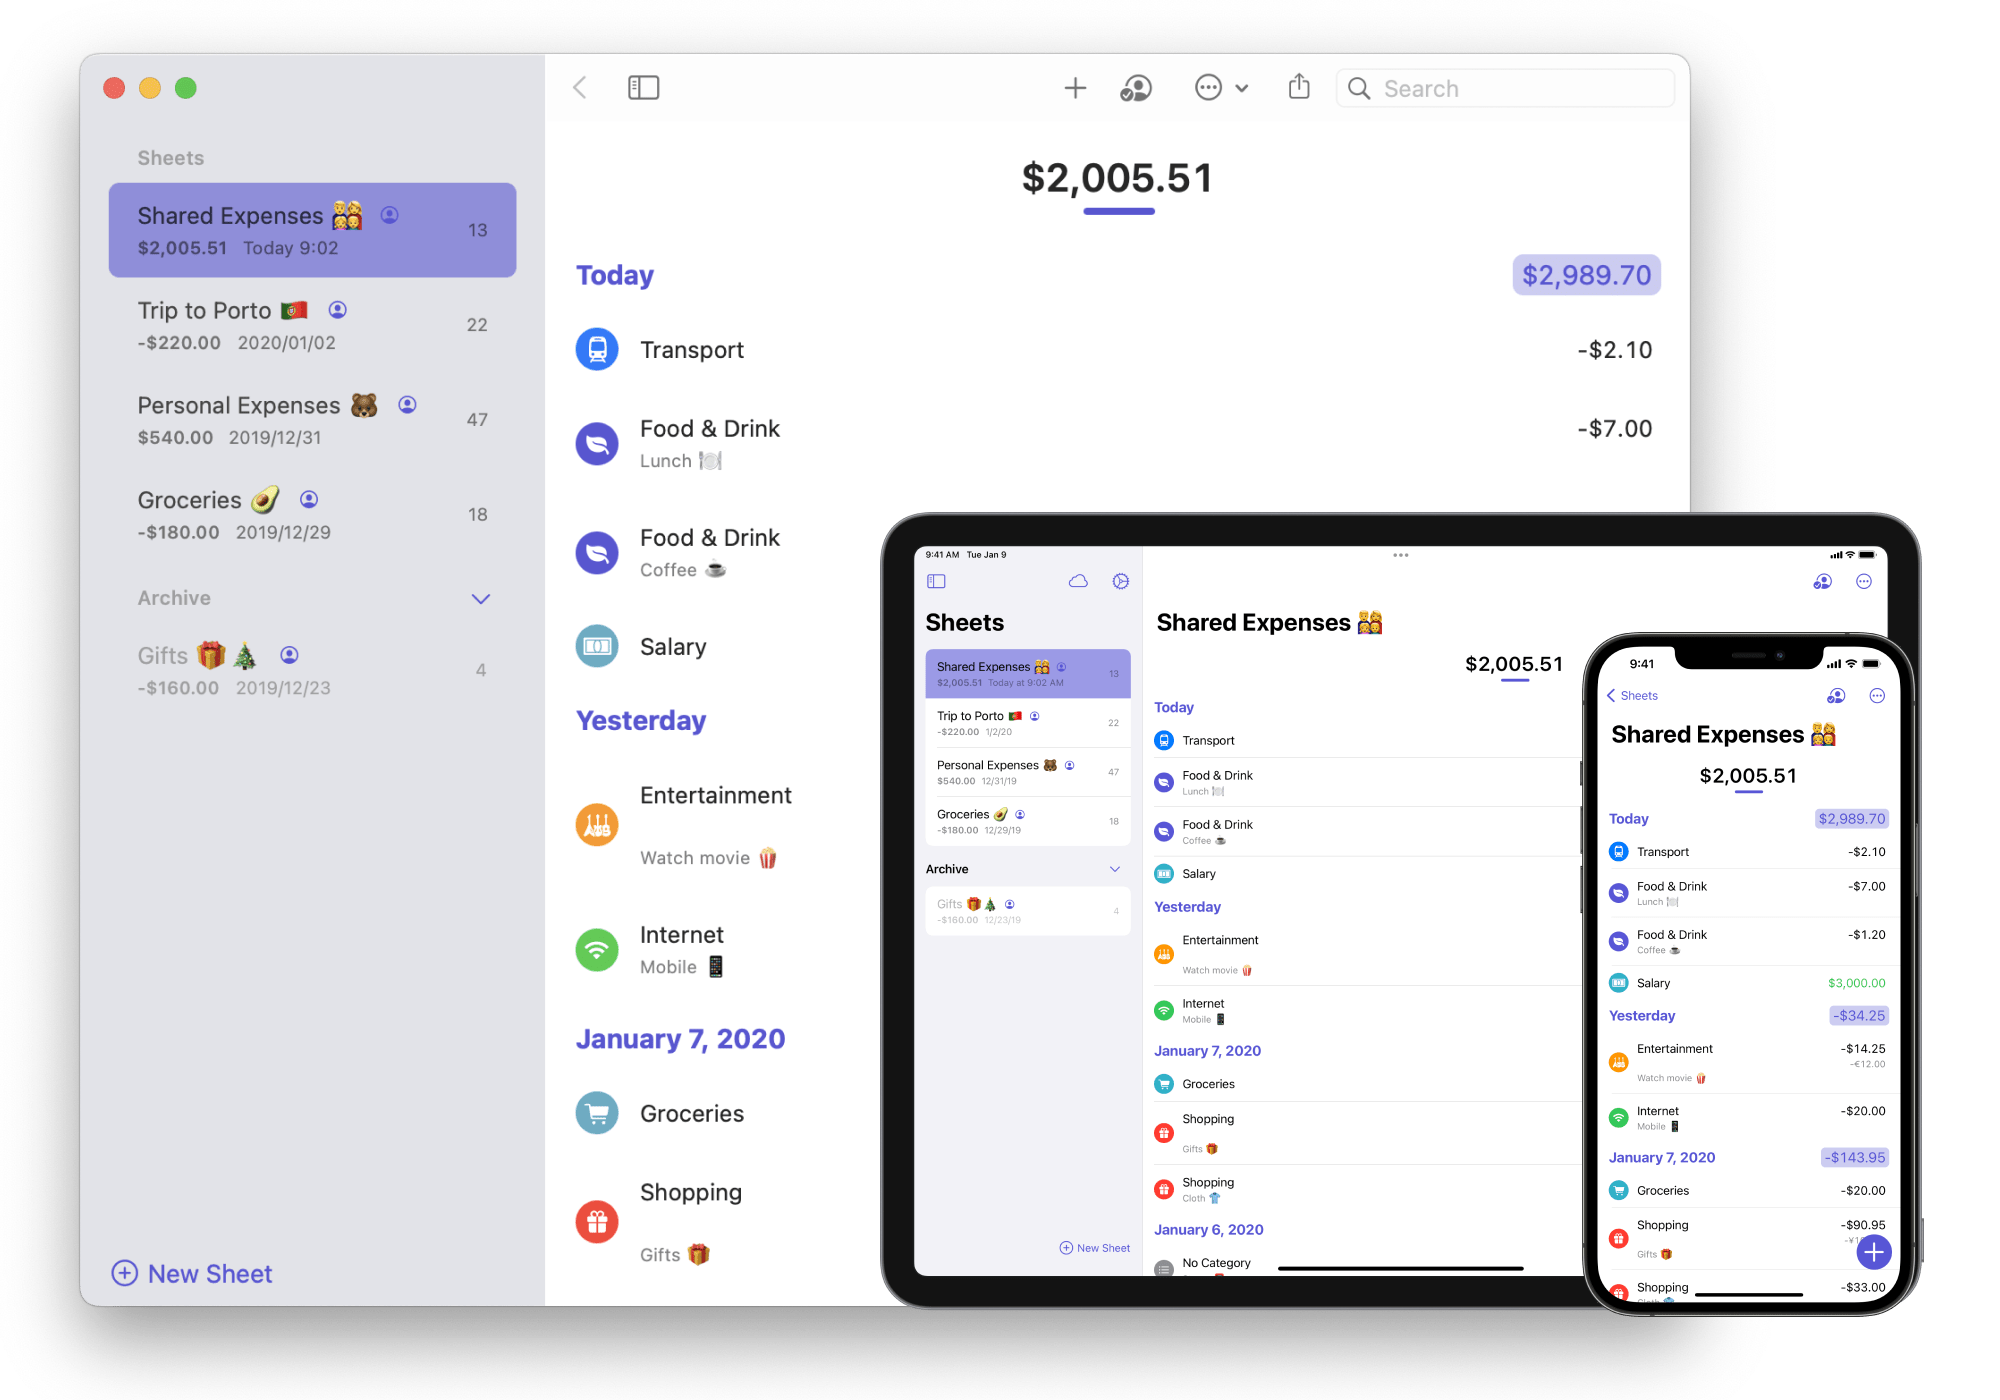 Search
Sheets
Shared Expenses
13
$2,005.51 Today 9:02
Trip to Porto
22
-$220.00 2020/01/02
Personal Expenses
47
$540.00 2019/12/31
Groceries
18
-$180.00 2019/12/29
Archive
Gifts
4
-$160.00 2019/12/23
New Sheet
$2,005.51
Today $2,989.70
Transport -$2.10
Food & Drink -$7.00
Lunch
Food & Drink
Coffee
Salary
Yesterday
Entertainment
Watch movie
Internet
Mobile
January 7, 2020
Groceries
Shopping
Gifts
9:41 AM Tue Jan 9
Sheets
Shared Expenses
13
$2,005.51 Today at 9:02 AM
Trip to Porto
22
-$220.00 1/2/20
Personal Expenses
47
$540.00 12/31/19
Groceries
18
-$180.00 12/29/19
Archive
Gifts
4
-$160.00 12/23/19
New Sheet
Shared Expenses
$2,005.51
Today
Transport
Food & Drink
Lunch
Food & Drink
Coffee
Salary
Yesterday
Entertainment
Watch movie
Internet
Mobile
January 7, 2020
Groceries
Shopping
Gifts
Shopping
Cloth
January 6, 2020
No Category
9:41
Sheets
Shared Expenses
$2,005.51
Today $2,989.70
Transport -$2.10
Food & Drink -$7.00
Lunch
Food & Drink -$1.20
Coffee
Salary $3,000.00
Yesterday -$34.25
Entertainment -$14.25
-€12.00
Watch movie
Internet -$20.00
Mobile
January 7, 2020 -$143.95
Groceries -$20.00
Shopping -$90.95
Gifts
Shopping -$33.00
Cloth